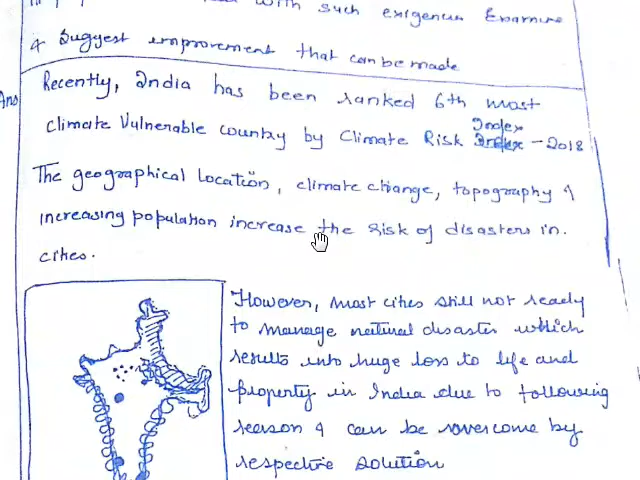 with such exigencies Examine
& Suggest improvement that can be made
Ans Recently, India has been ranked 6th most
Climate Vulnerable country by Climate Risk Index - 2018
The geographical location, climate change, topography &
increasing population increase the risk of disasters in
cities.
However, most cities still not ready
to manage natural disaster which
results into huge loss to life and
property in India due to following
reason & can be overcome by
respective solution